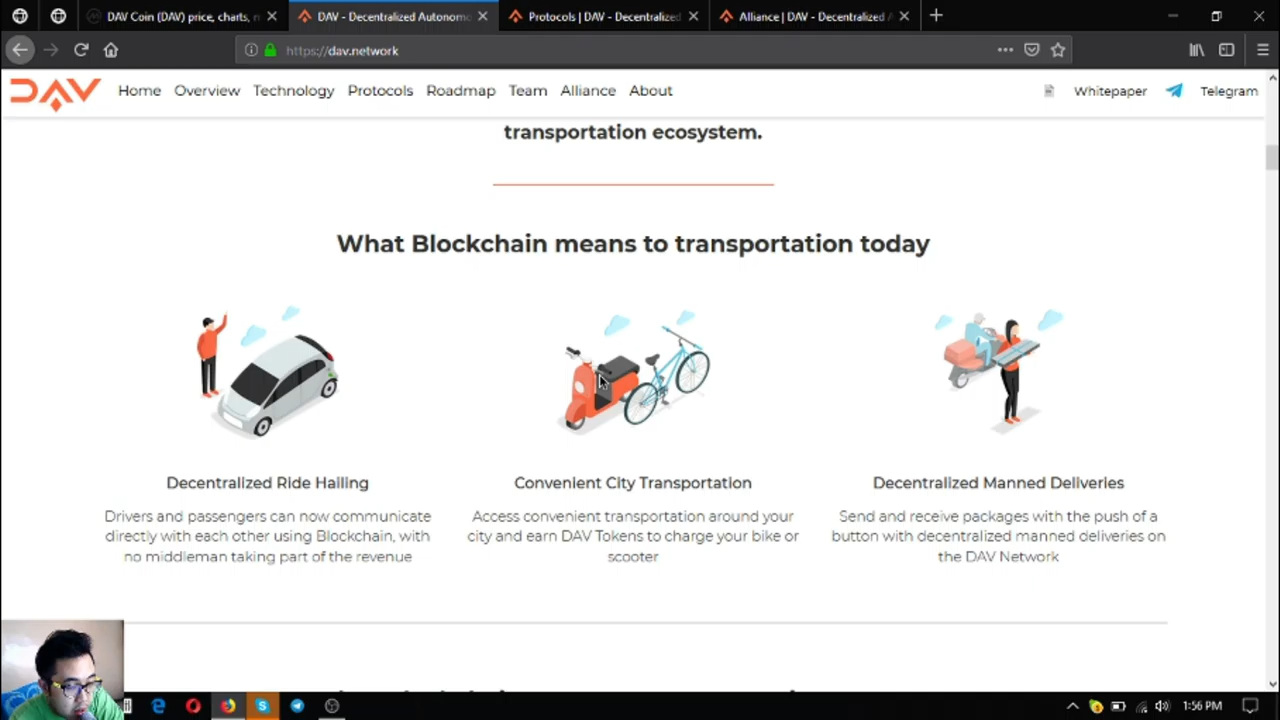 DAV Coin (DAV) price, charts,
DAV - Decentralized Autonomo
Protocols | DAV - Decentralized
Alliance | DAV - Decentralized
https://dav.network
DAV
Home
Overview
Technology
Protocols
Roadmap
Team
Alliance
About
Whitepaper
Telegram
transportation ecosystem.
What Blockchain means to transportation today
Decentralized Ride Hailing
Drivers and passengers can now communicate
directly with each other using Blockchain, with
no middleman taking part of the revenue
Convenient City Transportation
Access convenient transportation around your
city and earn DAV Tokens to charge your bike or
scooter
Decentralized Manned Deliveries
Send and receive packages with the push of a
button with decentralized manned deliveries on
the DAV Network
1:56 PM